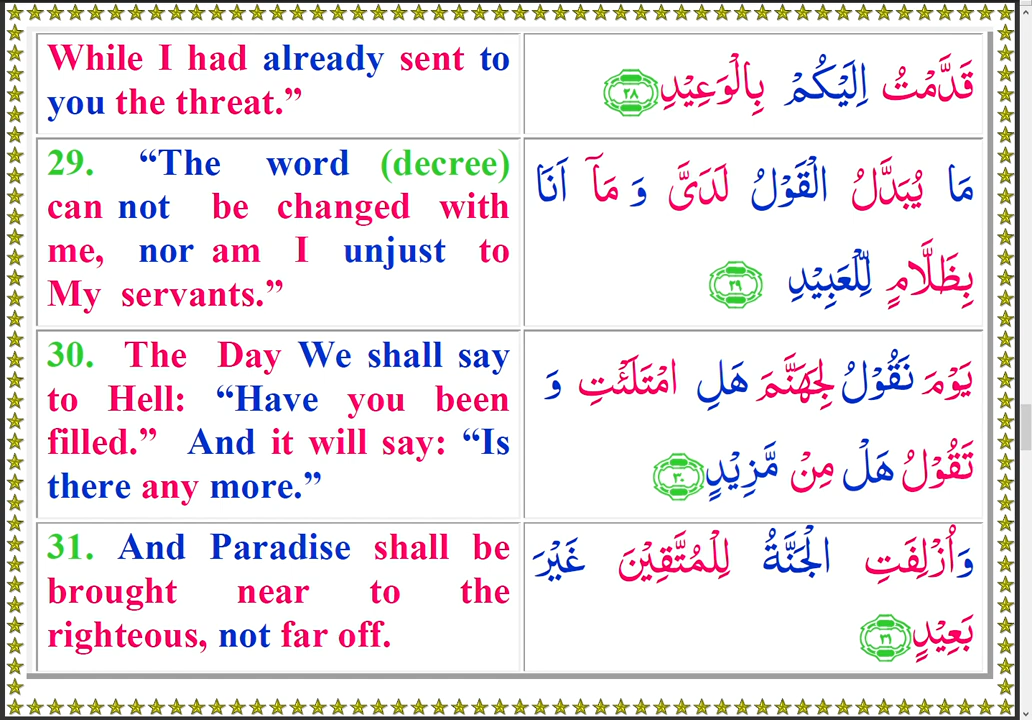 While I had already sent to
you the threat.”
قَدَّمْتُ اِلَيْكُمْ بِالْوَعِيْدِ ۲۸
29. “The word (decree)
can not be changed with
me, nor am I unjust to
My servants.”
مَا يُبَدَّلُ الْقَوْلُ لَدَىَّ وَ مَآ اَنَا
بِظَلَّامٍ لِّلْعَبِيْدِ ۲۹
30. The Day We shall say
to Hell: “Have you been
filled.” And it will say: “Is
there any more.”
يَوْمَ نَقُوْلُ لِجَهَنَّمَ هَلِ امْتَلَئْتِ وَ
تَقُوْلُ هَلْ مِنْ مَّزِيْدٍ ۳۰
31. And Paradise shall be
brought near to the
righteous, not far off.
وَاُزْلِفَتِ الْجَنَّةُ لِلْمُتَّقِيْنَ غَيْرَ
بَعِيْدٍ ۳۱